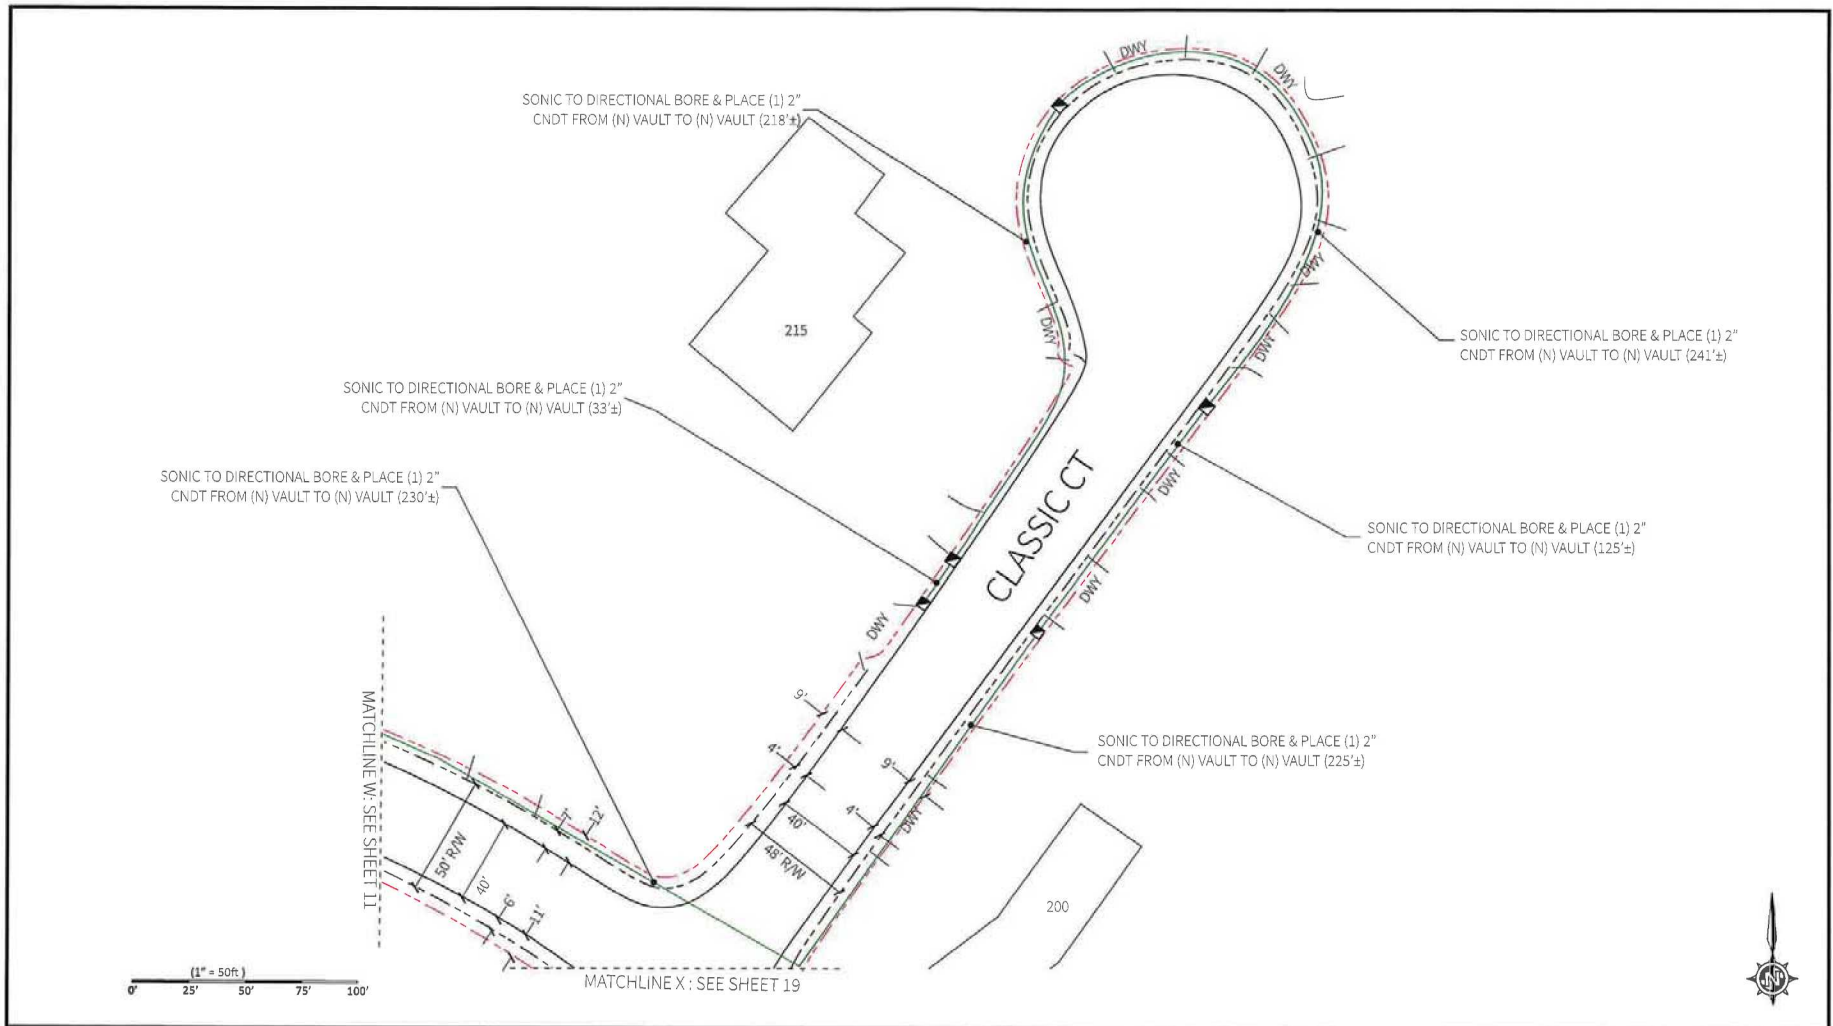 DWY
DWY
SONIC TO DIRECTIONAL BORE & PLACE (1) 2"
CNDT FROM (N) VAULT TO (N) VAULT (218'±)
DWY
DWY
215
DWY
SONIC TO DIRECTIONAL BORE & PLACE (1) 2"
CNDT FROM (N) VAULT TO (N) VAULT (241'±)
SONIC TO DIRECTIONAL BORE & PLACE (1) 2"
CNDT FROM (N) VAULT TO (N) VAULT (33'±)
SONIC TO DIRECTIONAL BORE & PLACE (1) 2"
CNDT FROM (N) VAULT TO (N) VAULT (230'±)
DWY
CLASSIC CT
SONIC TO DIRECTIONAL BORE & PLACE (1) 2"
CNDT FROM (N) VAULT TO (N) VAULT (125'±)
DWY
DWY
9'
4'
9'
SONIC TO DIRECTIONAL BORE & PLACE (1) 2"
CNDT FROM (N) VAULT TO (N) VAULT (225'±)
MATCHLINE W: SEE SHEET 11
7'
12'
40'
4'
DWY
50' R/W
40'
48' R/W
6'
11'
200
(1" = 50ft )
0' 25' 50' 75' 100'
MATCHLINE X : SEE SHEET 19
N